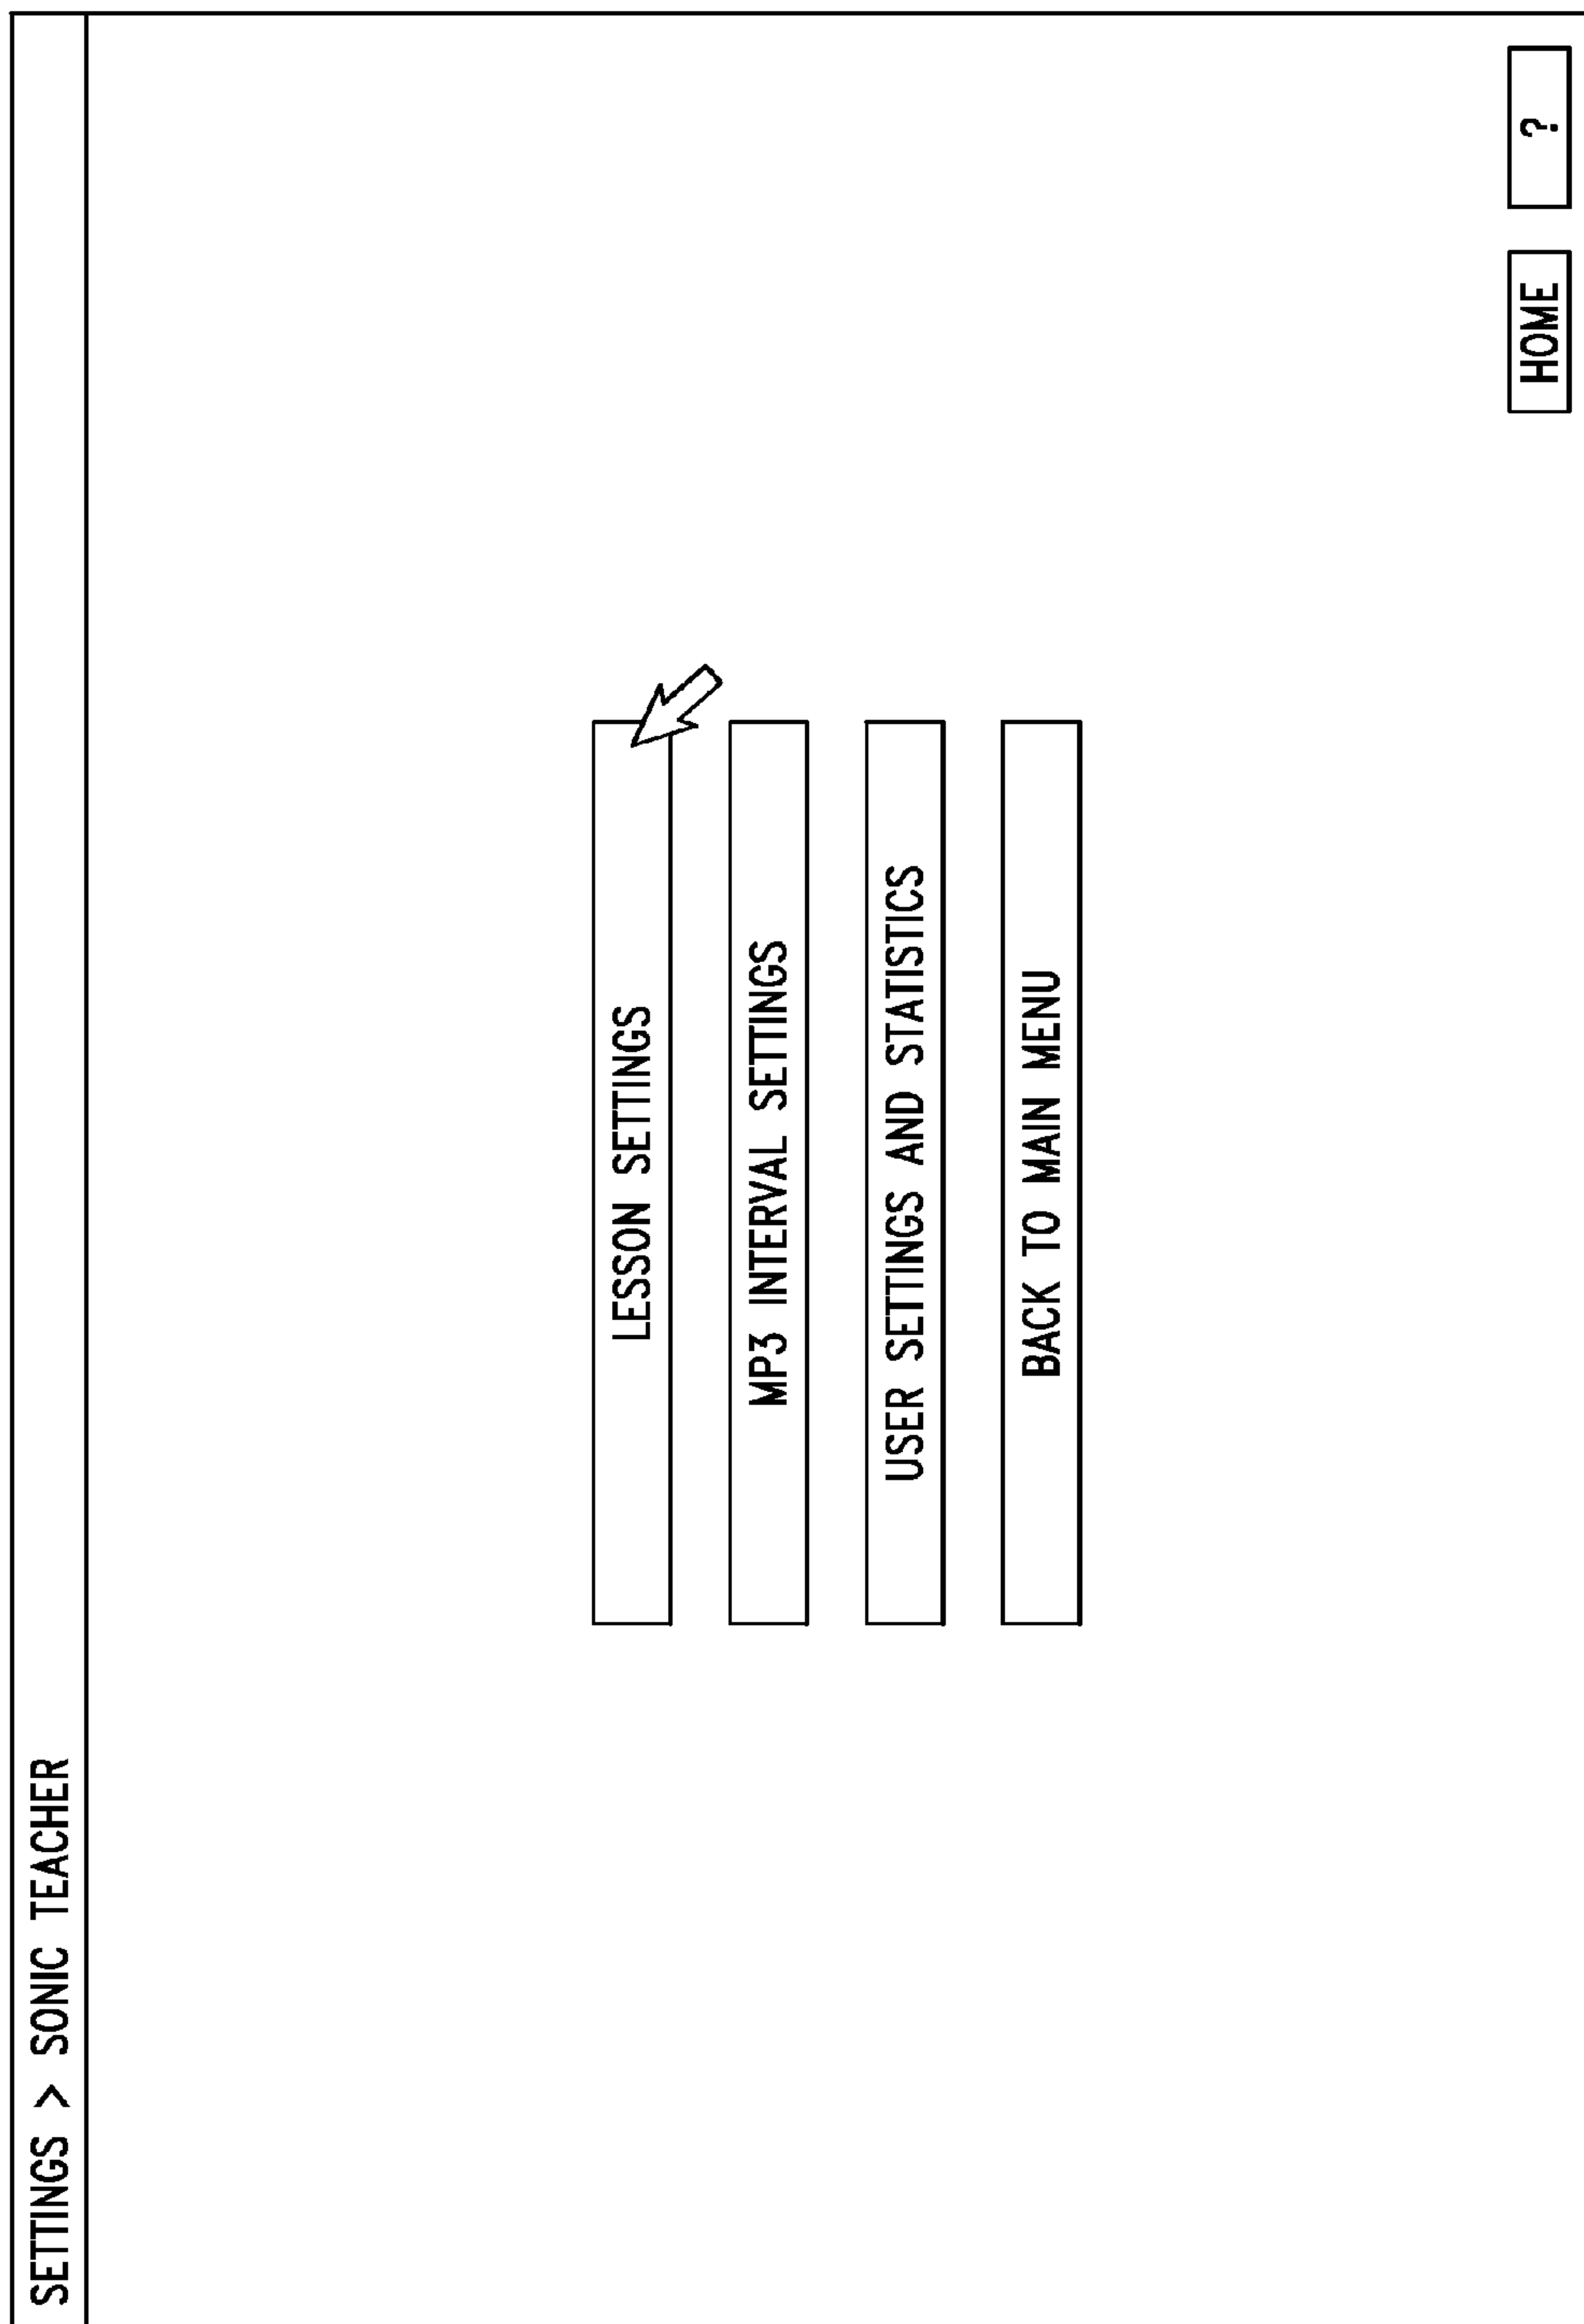 SETTINGS > SONIC TEACHER
LESSON SETTINGS
MP3 INTERVAL SETTINGS
USER SETTINGS AND STATISTICS
BACK TO MAIN MENU
HOME ?